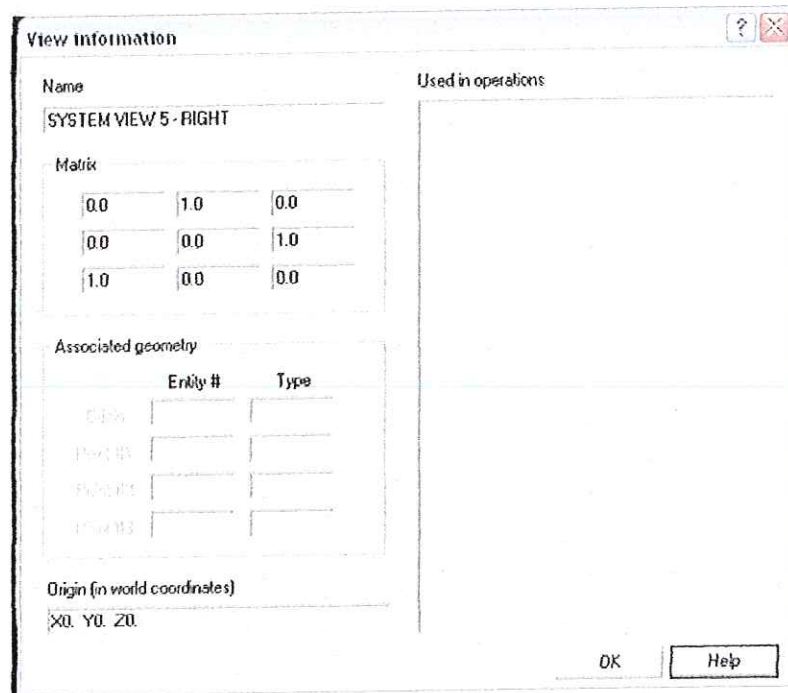 View information
Name
SYSTEM VIEW 5 - RIGHT
Matrix
0.0 1.0 0.0
0.0 0.0 1.0
1.0 0.0 0.0
Associated geometry
Entity # Type
Origin (in world coordinates)
X0. Y0. Z0.
Used in operations
OK Help